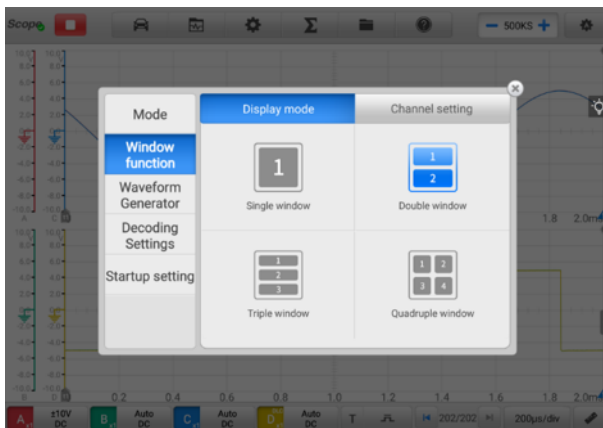 Scope
500KS
Mode
Window
function
Waveform
Generator
Decoding
Settings
Startup setting
Display mode
Channel setting
1
Single window
1
2
Double window
1
2
3
Triple window
1 2
3 4
Quadruple window
1.8 2.0ms
0.2 0.4 0.6 0.8 1.0 1.2 1.4 1.6 1.8 2.0ms
A ±10V DC B Auto DC C Auto DC D Auto DC T 202/202 200μs/div